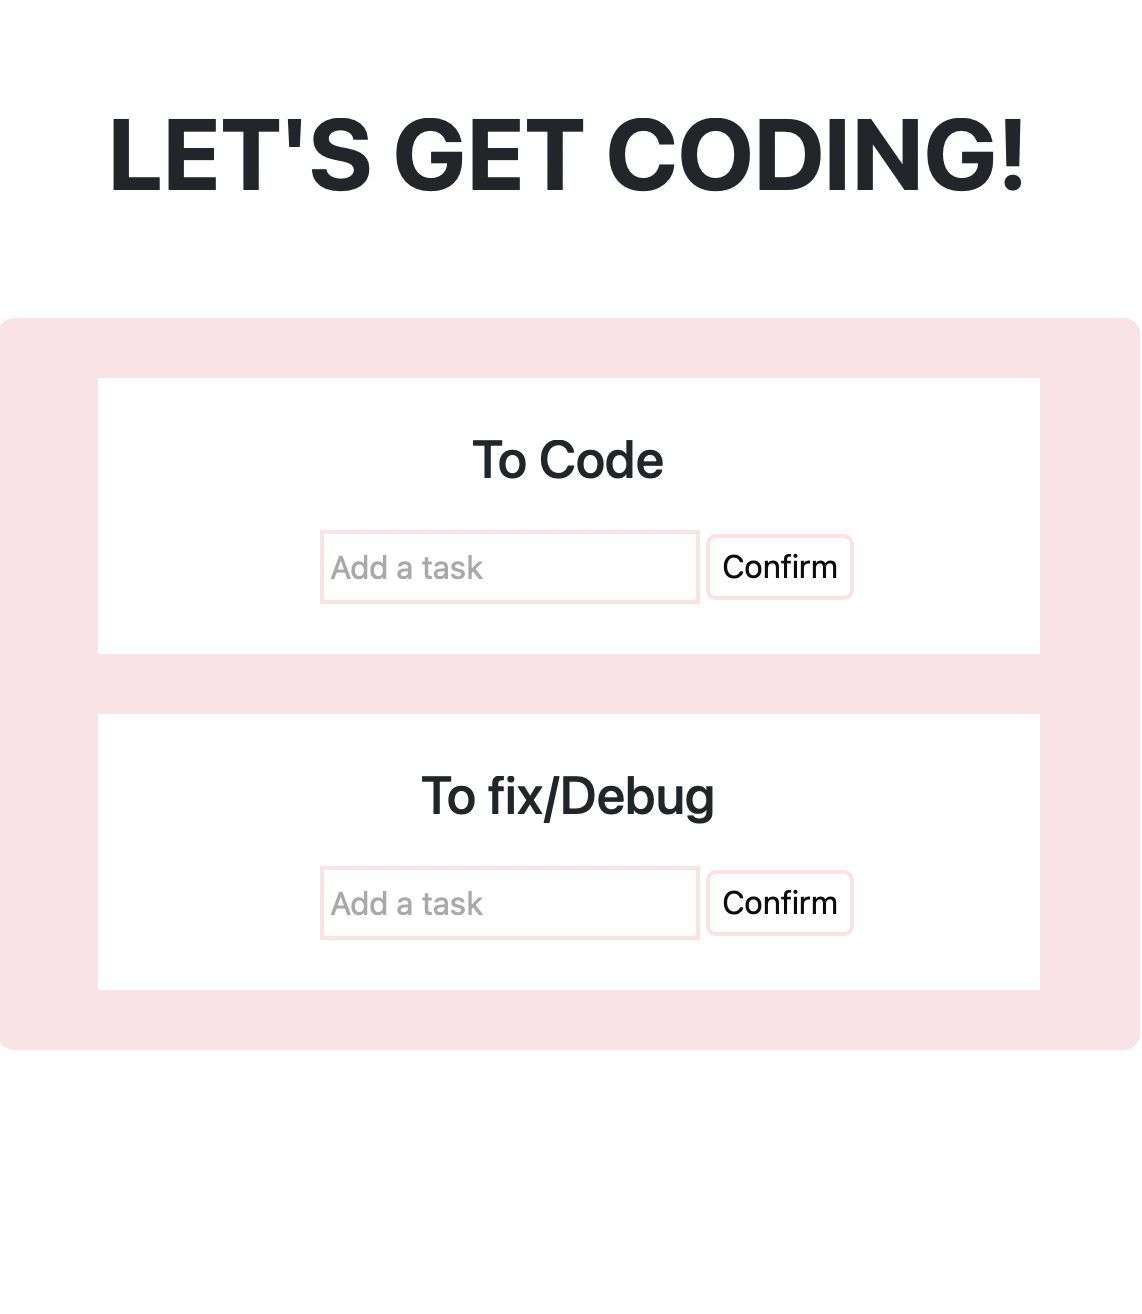 LET'S GET CODING!
To Code
Add a task Confirm
To fix/Debug
Add a task Confirm